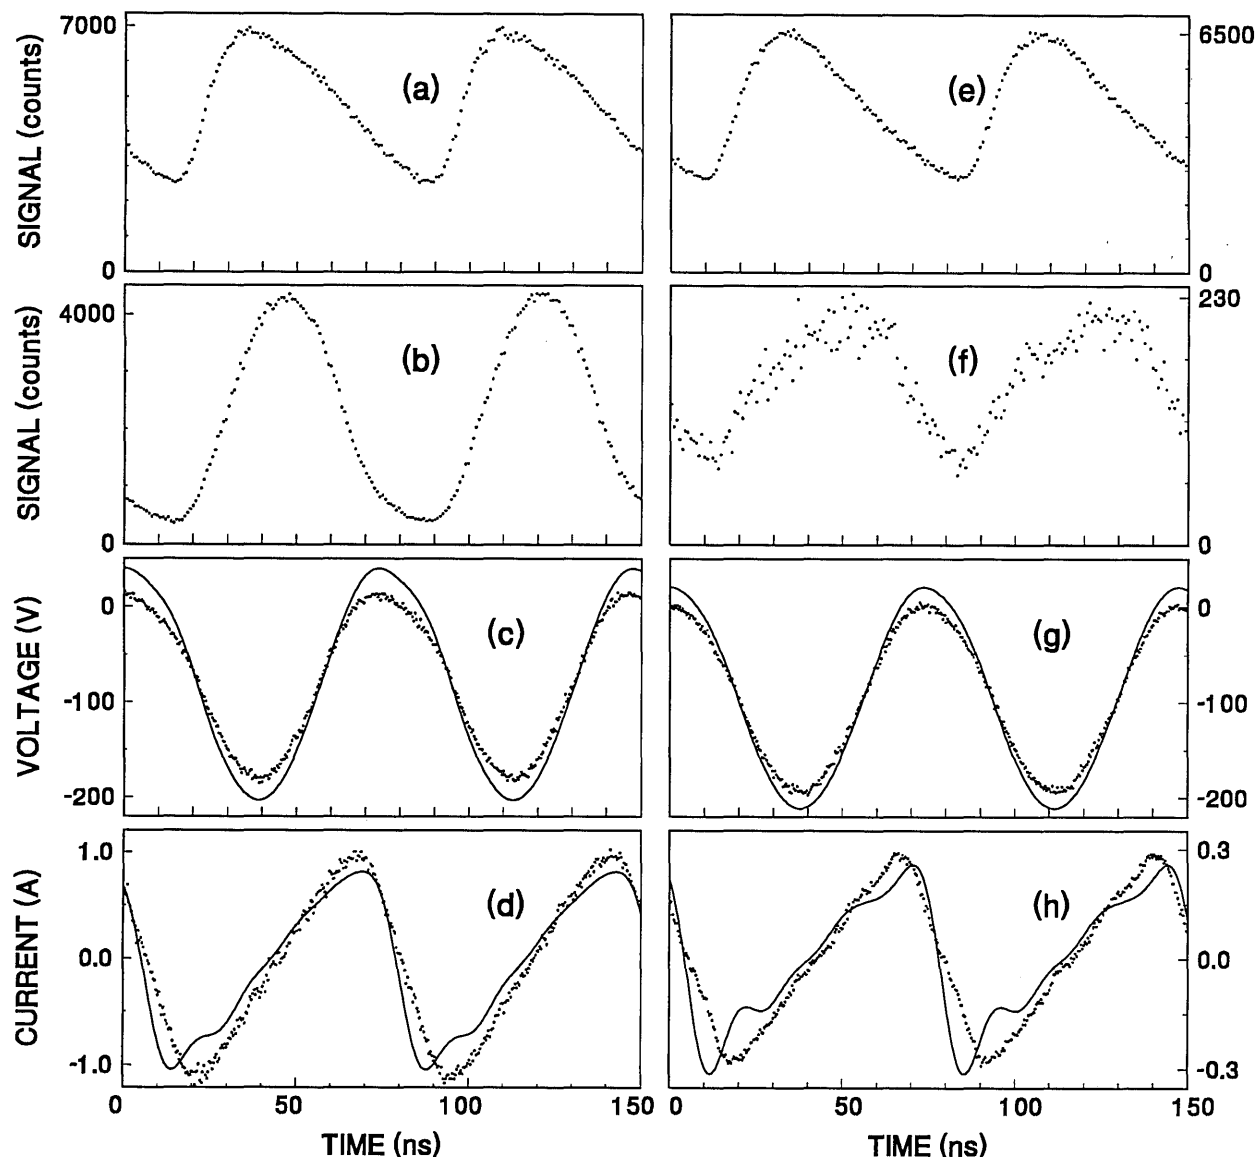 SIGNAL (counts)
7000
0
(a)
(e)
6500
0
SIGNAL (counts)
4000
0
(b)
(f)
230
0
VOLTAGE (V)
0
-100
-200
(c)
(g)
0
-100
-200
CURRENT (A)
1.0
0.0
-1.0
(d)
(h)
0.3
0.0
-0.3
0 50 100 150
0 50 100 150
TIME (ns)
TIME (ns)